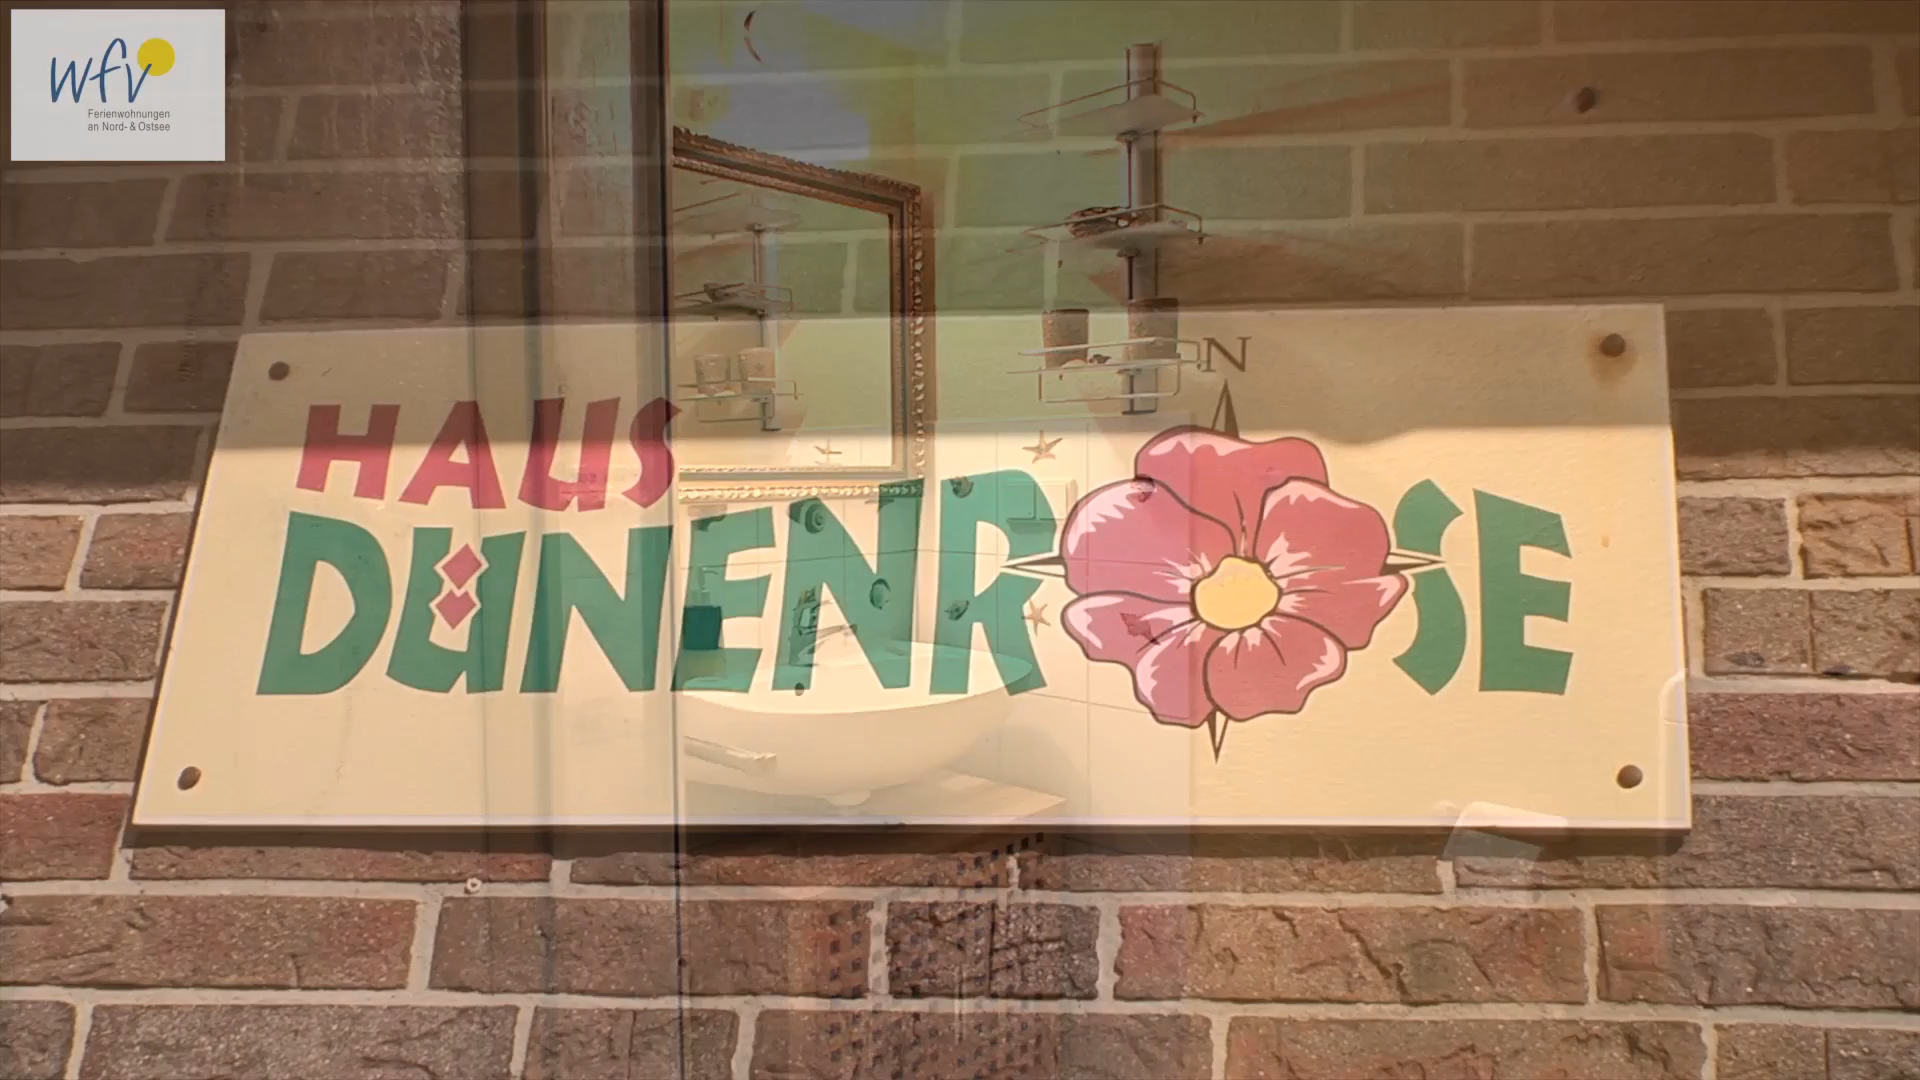 wfv
Ferienwohnungen
an Nord- & Ostsee
N
HAUS
DÜNENROSE